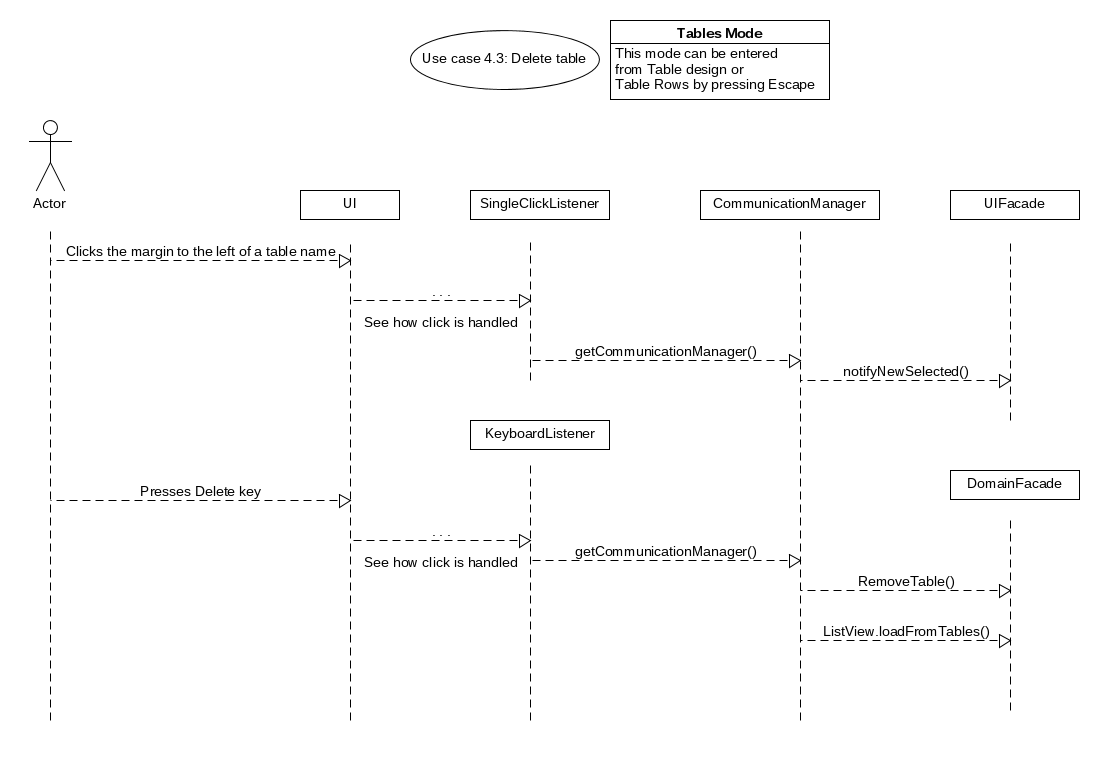 Use case 4.3: Delete table
Tables Mode
This mode can be entered
from Table design or
Table Rows by pressing Escape
Actor
UI
SingleClickListener
CommunicationManager
UIFacade
Clicks the margin to the left of a table name
. . .
See how click is handled
getCommunicationManager()
notifyNewSelected()
KeyboardListener
DomainFacade
Presses Delete key
. . .
See how click is handled
getCommunicationManager()
RemoveTable()
ListView.loadFromTables()